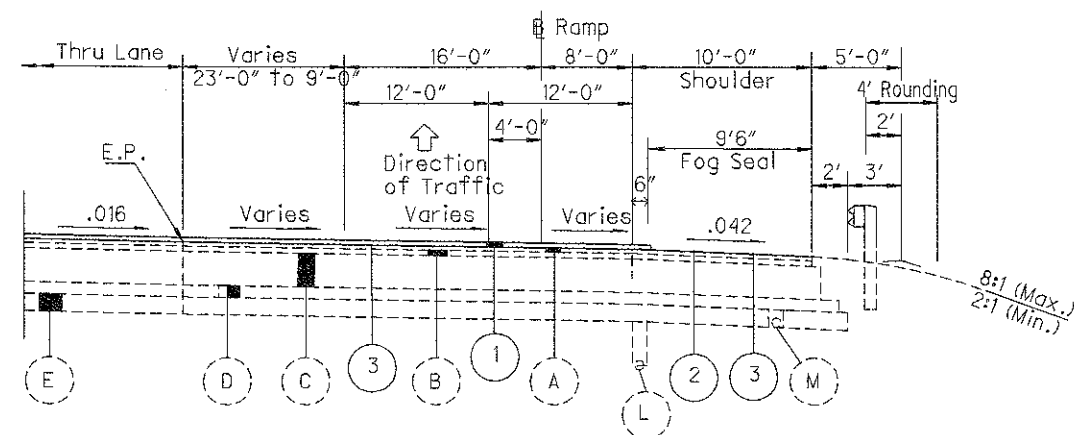 ℄ Ramp
Thru Lane
Varies
23'-0" to 9'-0"
16'-0"
8'-0"
10'-0"
Shoulder
5'-0"
4' Rounding
12'-0"
12'-0"
2'
4'-0"
9'6"
Fog Seal
E.P.
Direction
of Traffic
6"
2'
3'
.016
Varies
Varies
Varies
.042
8:1 (Max.)
2:1 (Min.)
E
D
C
3
B
1
A
L
2
3
M